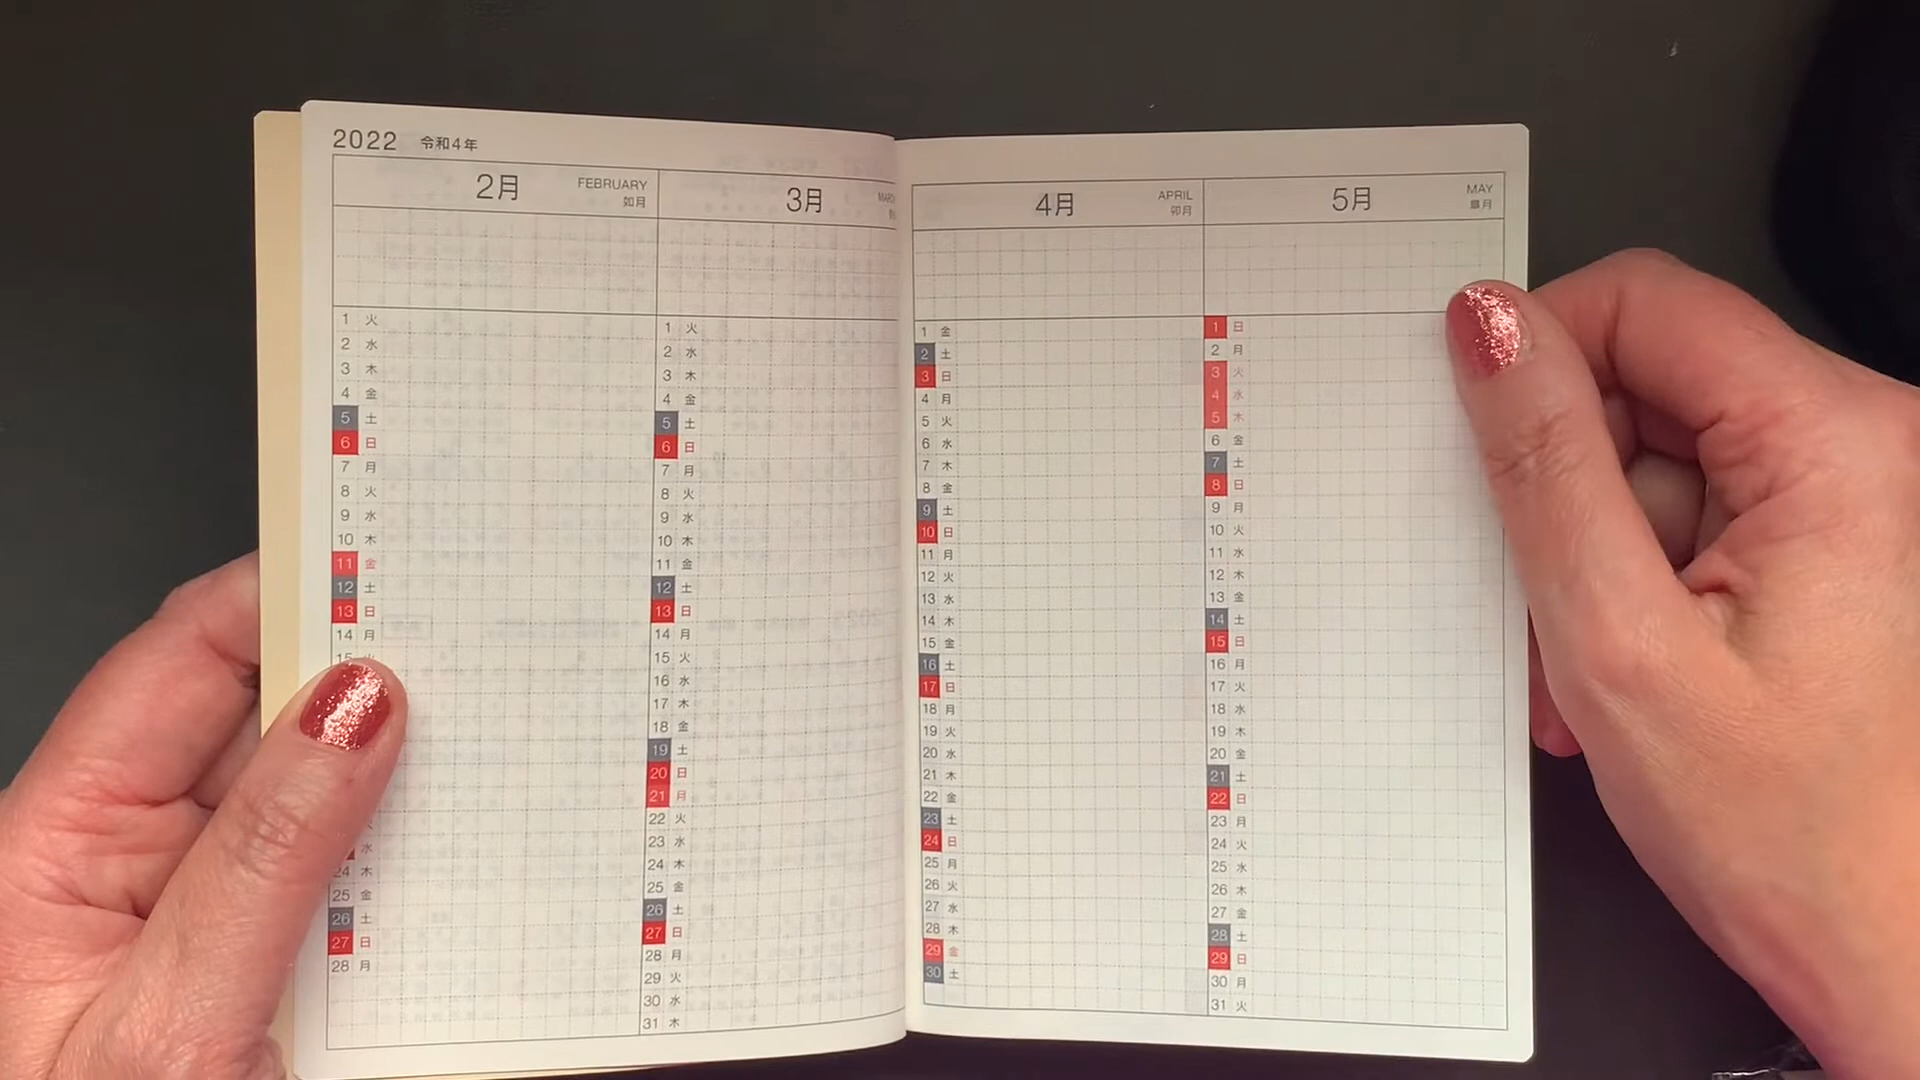 2022 令和4年
2月 FEBRUARY 如月
1 火
2 水
3 木
4 金
5 土
6 日
7 月
8 火
9 水
10 木
11 金
12 土
13 日
14 月
15 火
水
24 木
25 金
26 土
27 日
28 月
3月
1 火
2 水
3 木
4 金
5 土
6 日
7 月
8 火
9 水
10 木
11 金
12 土
13 日
14 月
15 火
16 水
17 木
18 金
19 土
20 日
21 月
22 火
23 水
24 木
25 金
26 土
27 日
28 月
29 火
30 水
31 木
4月 APRIL 卯月
1 金
2 土
3 日
4 月
5 火
6 水
7 木
8 金
9 土
10 日
11 月
12 火
13 水
14 木
15 金
16 土
17 日
18 月
19 火
20 水
21 木
22 金
23 土
24 日
25 月
26 火
27 水
28 木
29 金
30 土
5月 MAY 皐月
1 日
2 月
3 火
4 水
5 木
6 金
7 土
8 日
9 月
10 火
11 水
12 木
13 金
14 土
15 日
16 月
17 火
18 水
19 木
20 金
21 土
22 日
23 月
24 火
25 水
26 木
27 金
28 土
29 日
30 月
31 火